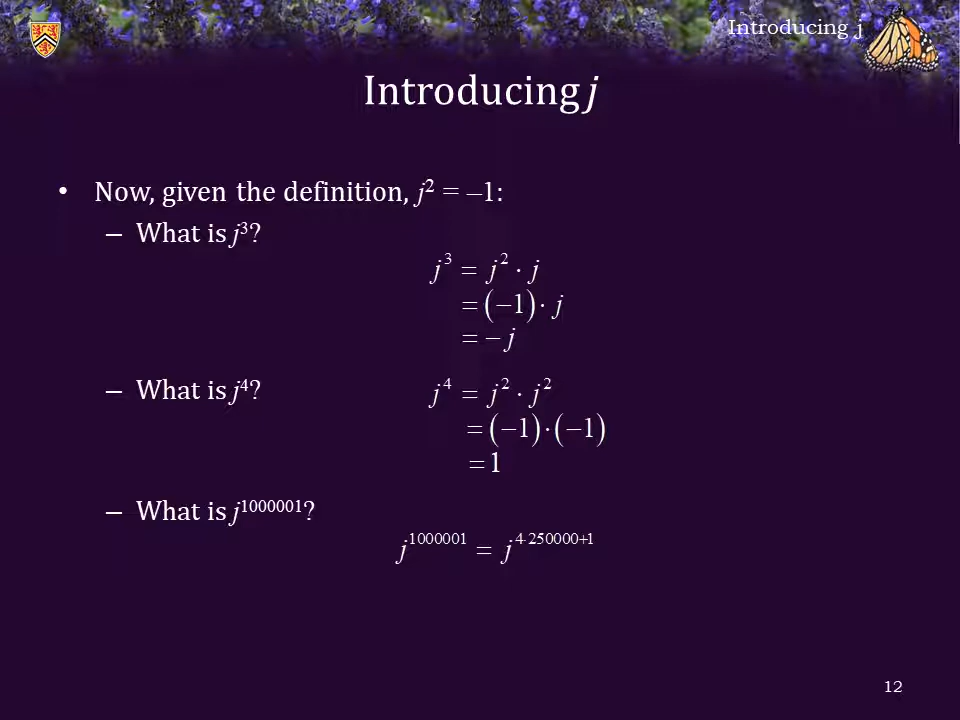 Introducing j
Introducing j
• Now, given the definition, j² = –1:
– What is j³?
j³ = j² · j
= (−1) · j
= − j
– What is j⁴?
j⁴ = j² · j²
= (−1)·(−1)
= 1
– What is j¹⁰⁰⁰⁰⁰¹?
j¹⁰⁰⁰⁰⁰¹ = j⁴·²⁵⁰⁰⁰⁰⁺¹
12